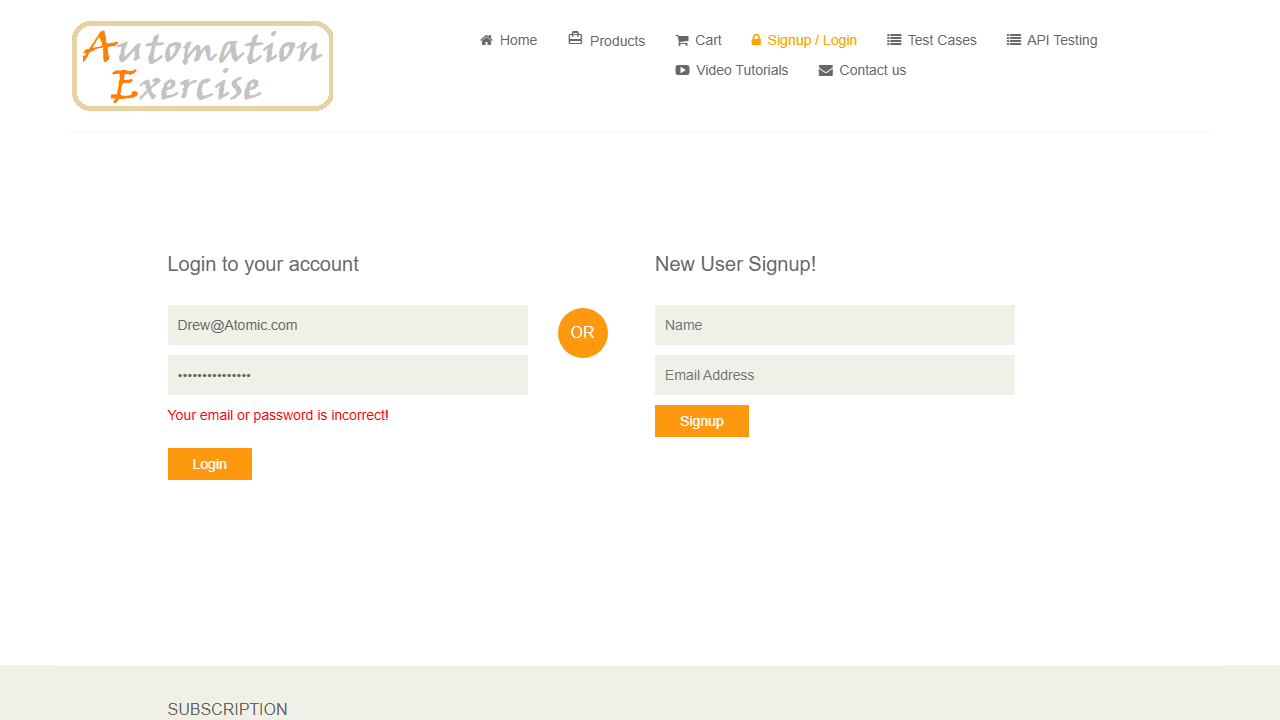 Automation
Exercise
Home
Products
Cart
Signup / Login
Test Cases
API Testing
Video Tutorials
Contact us
Login to your account
Drew@Atomic.com
•••••••••••••••
Your email or password is incorrect!
Login
OR
New User Signup!
Name
Email Address
Signup
SUBSCRIPTION